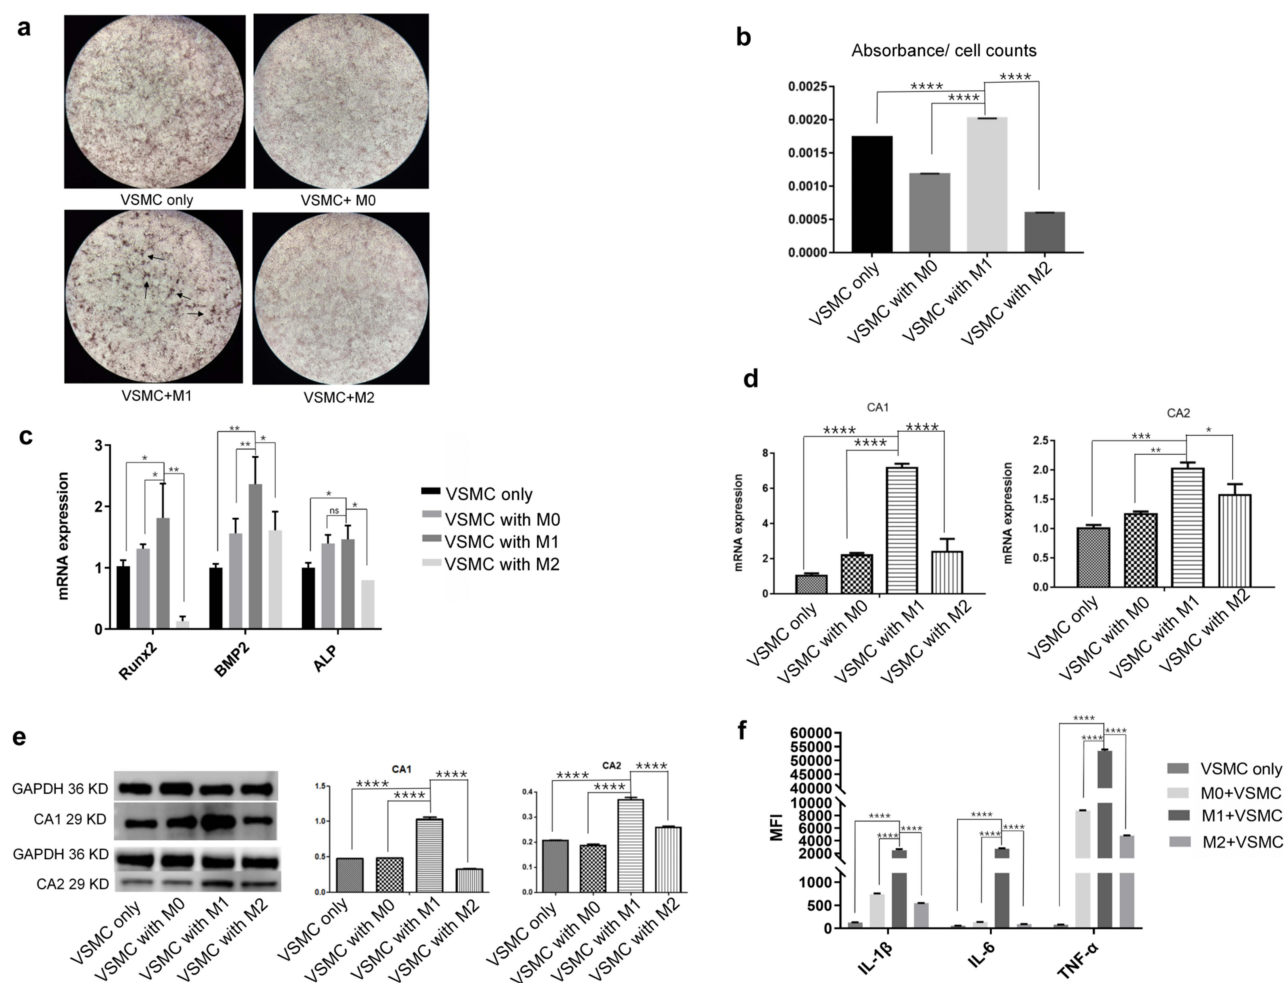 a
VSMC only
VSMC+ M0
VSMC+M1
VSMC+M2
b
Absorbance/ cell counts
0.0025
0.0020
0.0015
0.0010
0.0005
0.0000
****
****
****
VSMC only
VSMC with M0
VSMC with M1
VSMC with M2
c
mRNA expression
3
2
1
0
*
*
**
**
**
*
*
ns
*
Runx2
BMP2
ALP
VSMC only
VSMC with M0
VSMC with M1
VSMC with M2
d
CA1
mRNA expression
8
6
4
2
0
****
****
****
VSMC only
VSMC with M0
VSMC with M1
VSMC with M2
CA2
mRNA expression
2.5
2.0
1.5
1.0
0.5
0.0
***
**
*
VSMC only
VSMC with M0
VSMC with M1
VSMC with M2
e
GAPDH 36 KD
CA1 29 KD
GAPDH 36 KD
CA2 29 KD
VSMC only
VSMC with M0
VSMC with M1
VSMC with M2
CA1
1.5
1.0
0.5
0.0
****
****
****
VSMC only
VSMC with M0
VSMC with M1
VSMC with M2
CA2
0.4
0.3
0.2
0.1
0.0
****
****
****
VSMC only
VSMC with M0
VSMC with M1
VSMC with M2
f
MFI
60000
55000
50000
45000
40000
10000
8000
6000
4000
2000
1000
500
0
****
****
****
****
****
****
****
****
****
IL-1β
IL-6
TNF-α
VSMC only
M0+VSMC
M1+VSMC
M2+VSMC